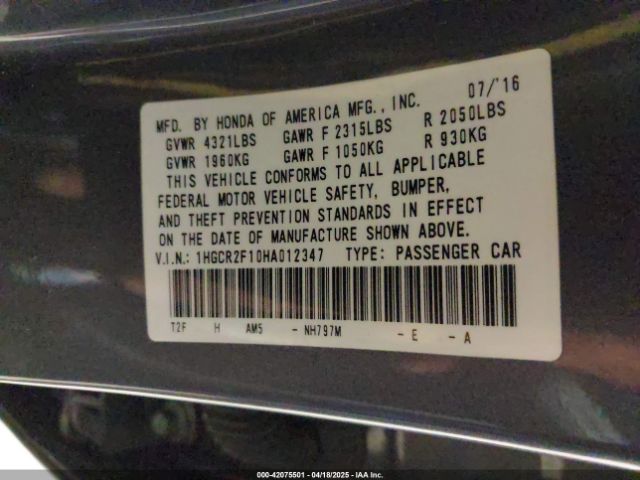 07/'16
MFD. BY HONDA OF AMERICA MFG., INC.
GVWR 4321LBS GAWR F 2315LBS R 2050LBS
GVWR 1960KG GAWR F 1050KG R 930KG
THIS VEHICLE CONFORMS TO ALL APPLICABLE
FEDERAL MOTOR VEHICLE SAFETY, BUMPER,
AND THEFT PREVENTION STANDARDS IN EFFECT
ON THE DATE OF MANUFACTURE SHOWN ABOVE.
V.I.N.: 1HGCR2F10HA012347 TYPE: PASSENGER CAR
T2F H AM5 - NH797M - E - A
000-42075501 - 04/18/2025 - IAA Inc.